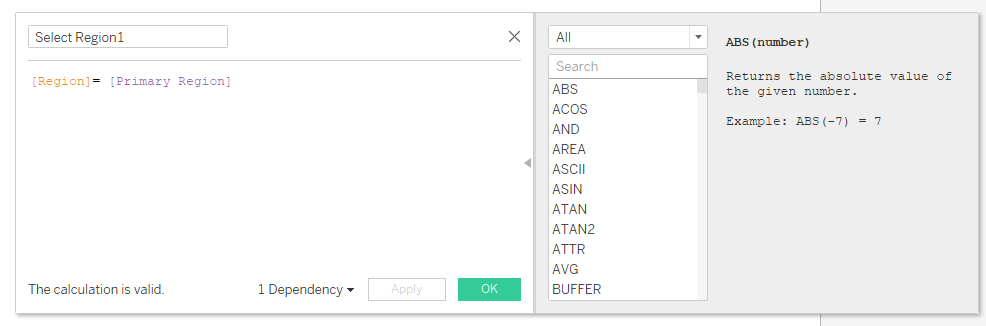 Select Region1
[Region]= [Primary Region]
The calculation is valid.
1 Dependency
Apply
OK
All
Search
ABS
ACOS
AND
AREA
ASCII
ASIN
ATAN
ATAN2
ATTR
AVG
BUFFER
ABS(number)
Returns the absolute value of
the given number.
Example: ABS(-7) = 7